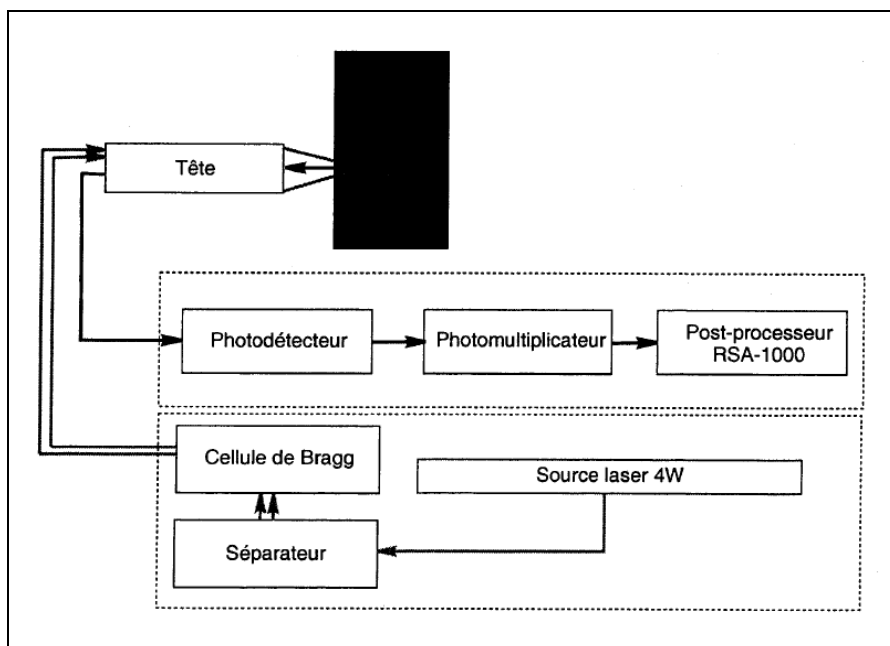 Tête
Photodétecteur
Photomultiplicateur
Post-processeur
RSA-1000
Cellule de Bragg
Source laser 4W
Séparateur